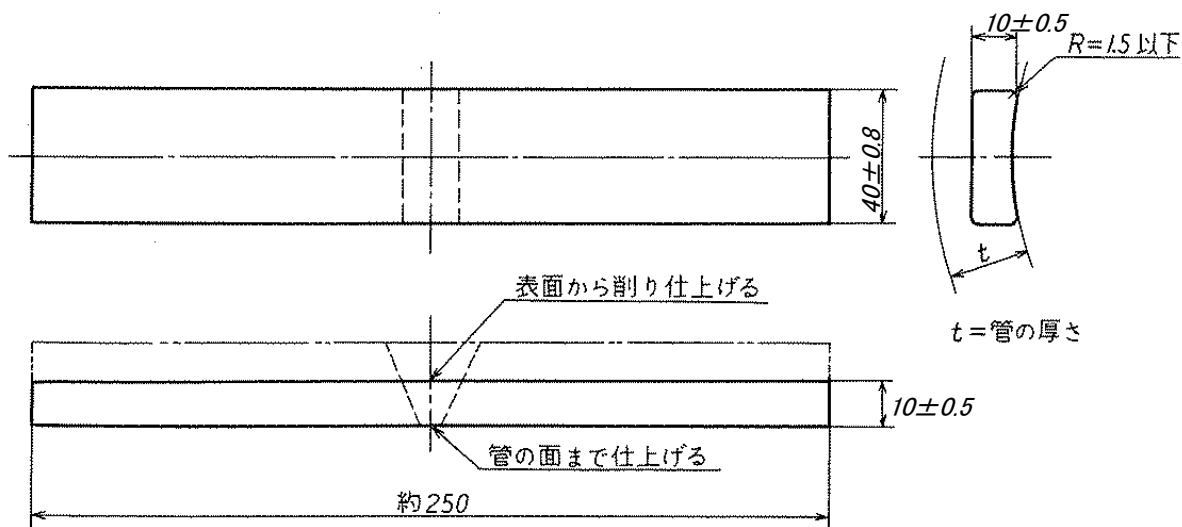 10±0.5
R=1.5以下
40±0.8
t
表面から削り仕上げる
t=管の厚さ
10±0.5
管の面まで仕上げる
約250